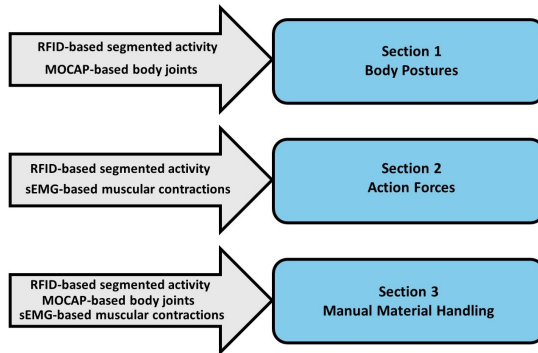 RFID-based segmented activity
MOCAP-based body joints
Section 1
Body Postures
RFID-based segmented activity
sEMG-based muscular contractions
Section 2
Action Forces
RFID-based segmented activity
MOCAP-based body joints
sEMG-based muscular contractions
Section 3
Manual Material Handling